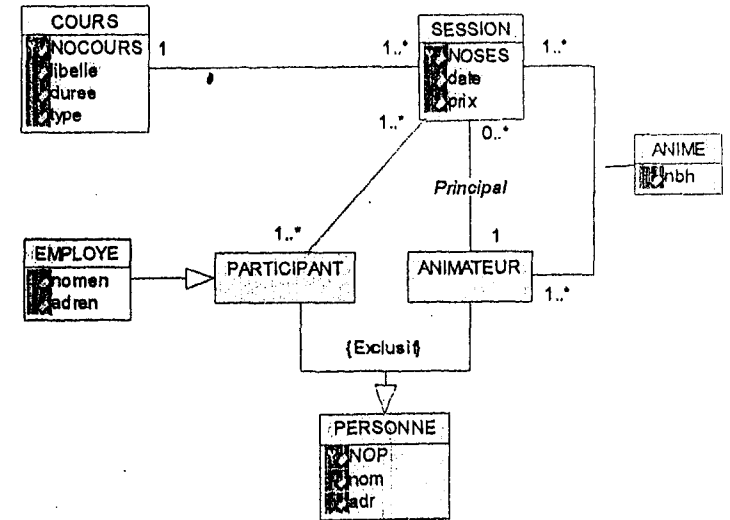 COURS
NOCOURS
libelle
duree
type
1
1..*
SESSION
NOSES
date
prix
1..*
1..*
0..*
ANIME
nbh
Principal
1..*
1
EMPLOYE
nomen
adren
PARTICIPANT
ANIMATEUR
1..*
{Exclusif}
PERSONNE
NOP
nom
adr